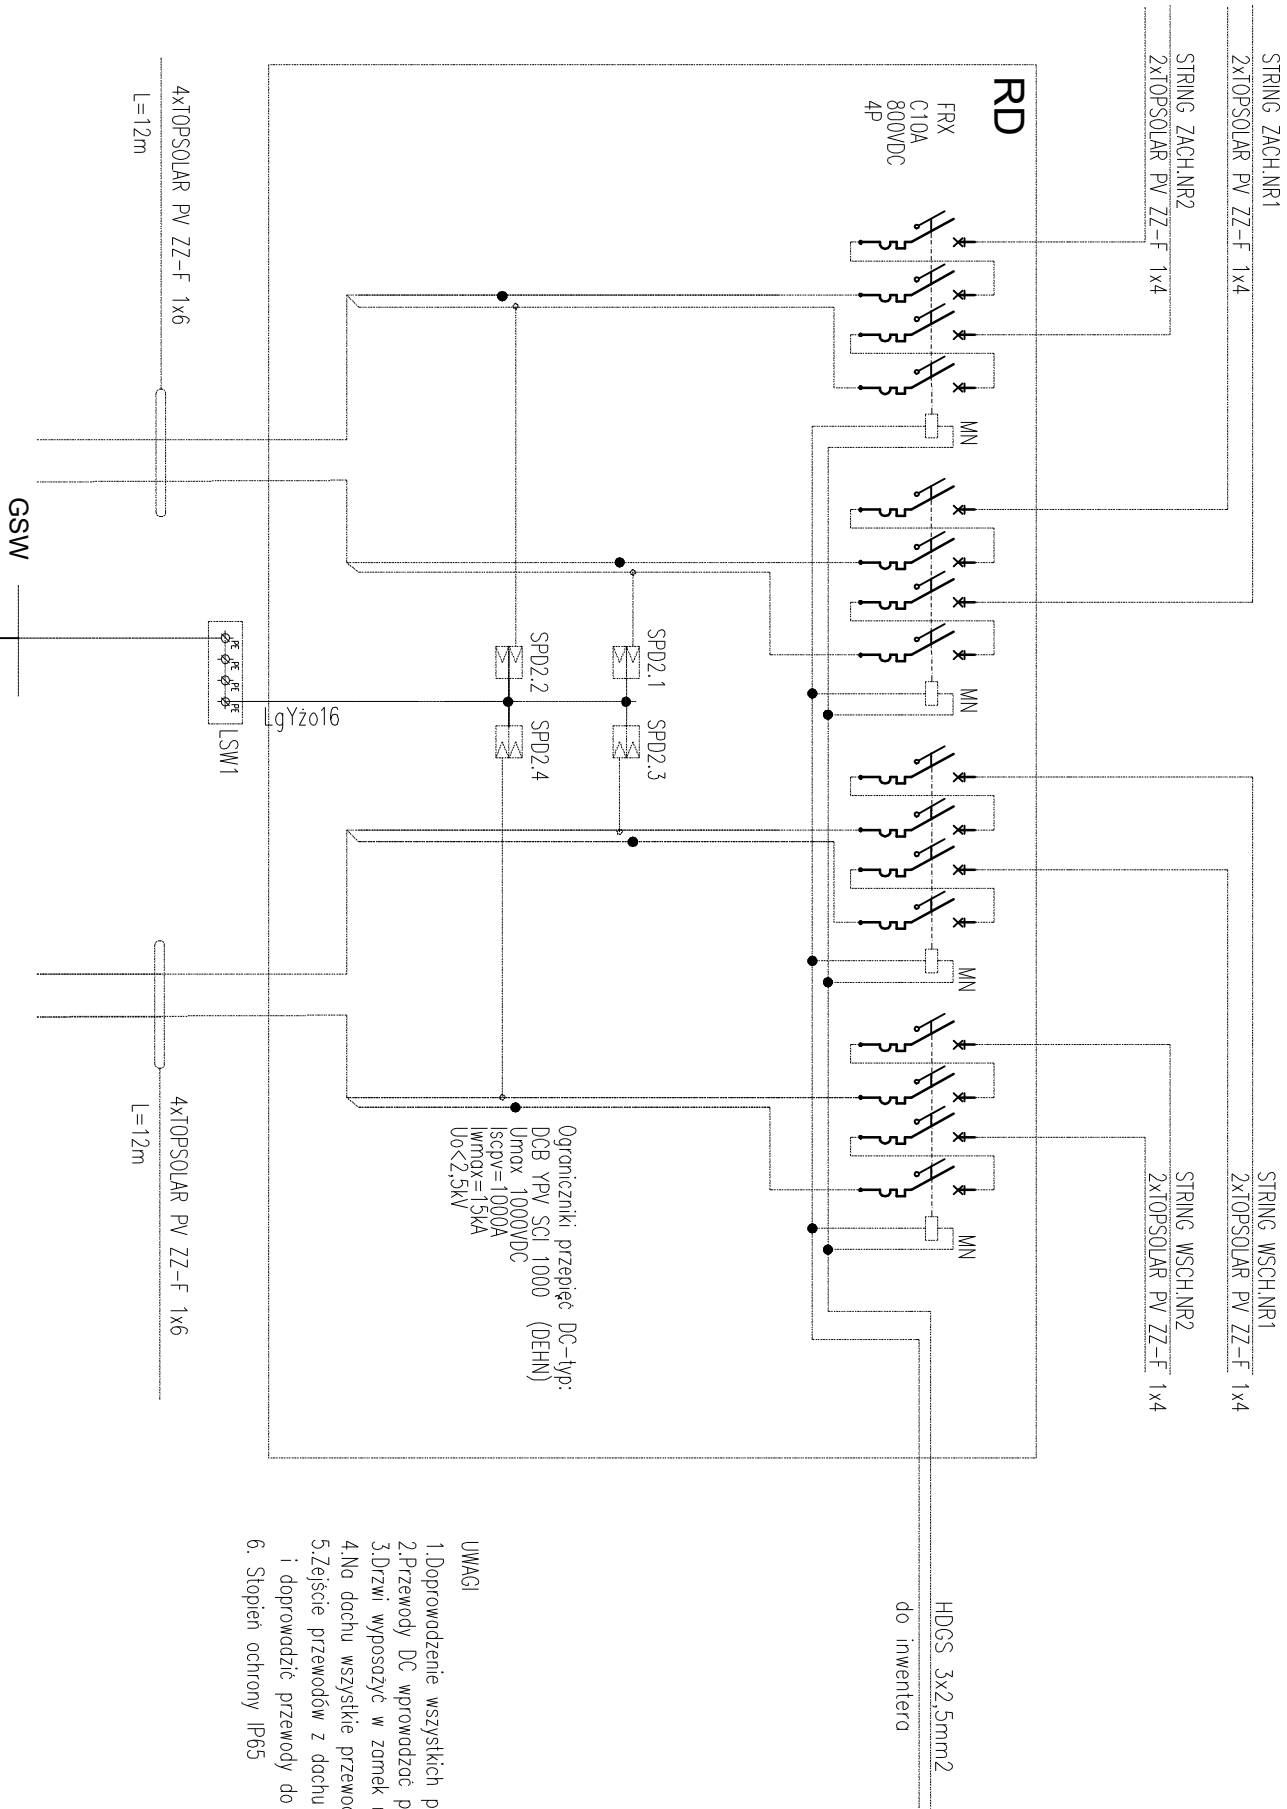 STRING ZACH.NR1
2xTOPSOLAR PV ZZ-F 1x4
STRING ZACH.NR2
2xTOPSOLAR PV ZZ-F 1x4
STRING WSCH.NR1
2xTOPSOLAR PV ZZ-F 1x4
STRING WSCH.NR2
2xTOPSOLAR PV ZZ-F 1x4
RD
FRX
C10A
800VDC
4P
MN
MN
MN
MN
HDGS 3x2,5mm2
do inwentera
SPD2.1
SPD2.3
SPD2.2
SPD2.4
Ograniczniki przepięć DC-typ:
DCB YPV SCI 1000 (DEHN)
Umax 1000VDC
Iscpv=1000A
Iwmax=15kA
Uo<2,5kV
LgYżo16
PE
PE
PE
PE
LSW1
4xTOPSOLAR PV ZZ-F 1x6
L=12m
4xTOPSOLAR PV ZZ-F 1x6
L=12m
GSW
UWAGI
1.Doprowadzenie wszystkich p
2.Przewody DC wprowadzać p
3.Drzwi wyposażyć w zamek
4.Na dachu wszystkie przewo
5.Zejście przewodów z dachu
i doprowadzić przewody do
6. Stopień ochrony IP65